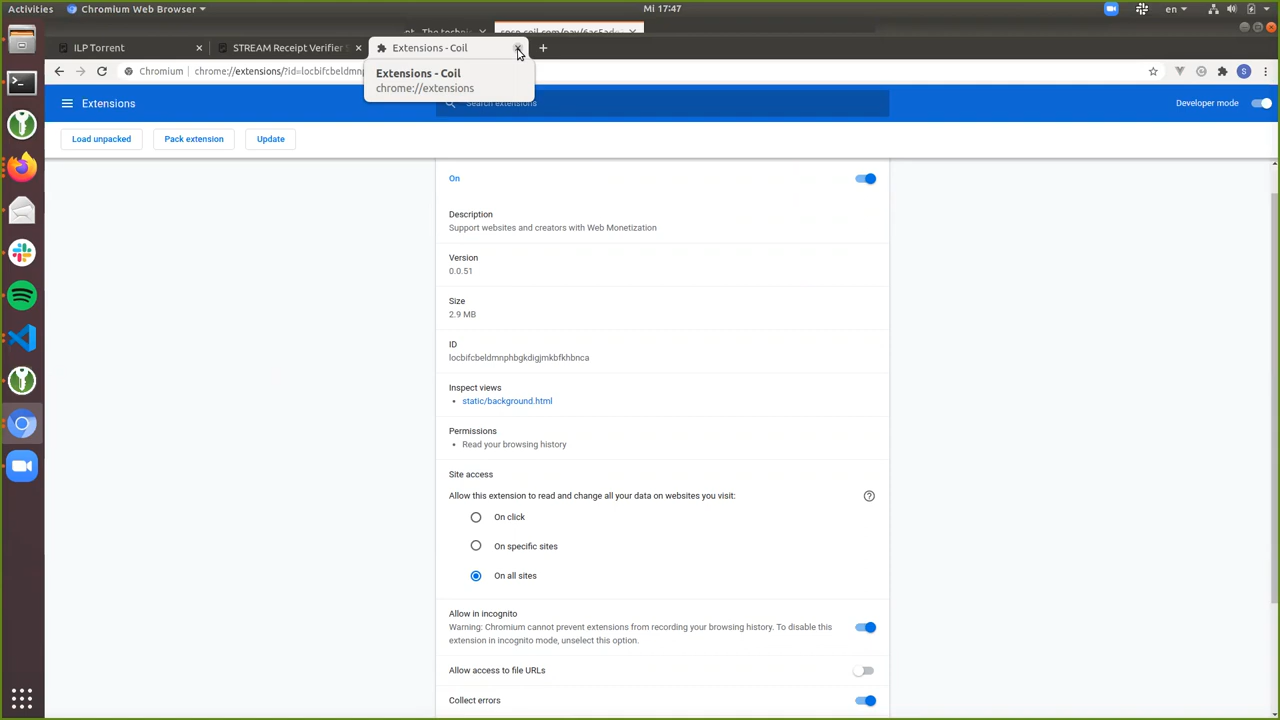 Activities
Chromium Web Browser
Mi 17:47
en
ILP Torrent
STREAM Receipt Verifier
Extensions - Coil
Extensions - Coil
chrome://extensions
Chromium
Extensions
Search extensions
Developer mode
S
Load unpacked
Pack extension
Update
On
Description
Support websites and creators with Web Monetization
Version
0.0.51
Size
2.9 MB
ID
locbifcbeldmnphbgkdigjmkbfkhbnca
Inspect views
static/background.html
Permissions
Read your browsing history
Site access
Allow this extension to read and change all your data on websites you visit:
On click
On specific sites
On all sites
Allow in incognito
Warning: Chromium cannot prevent extensions from recording your browsing history. To disable this
extension in incognito mode, unselect this option.
Allow access to file URLs
Collect errors